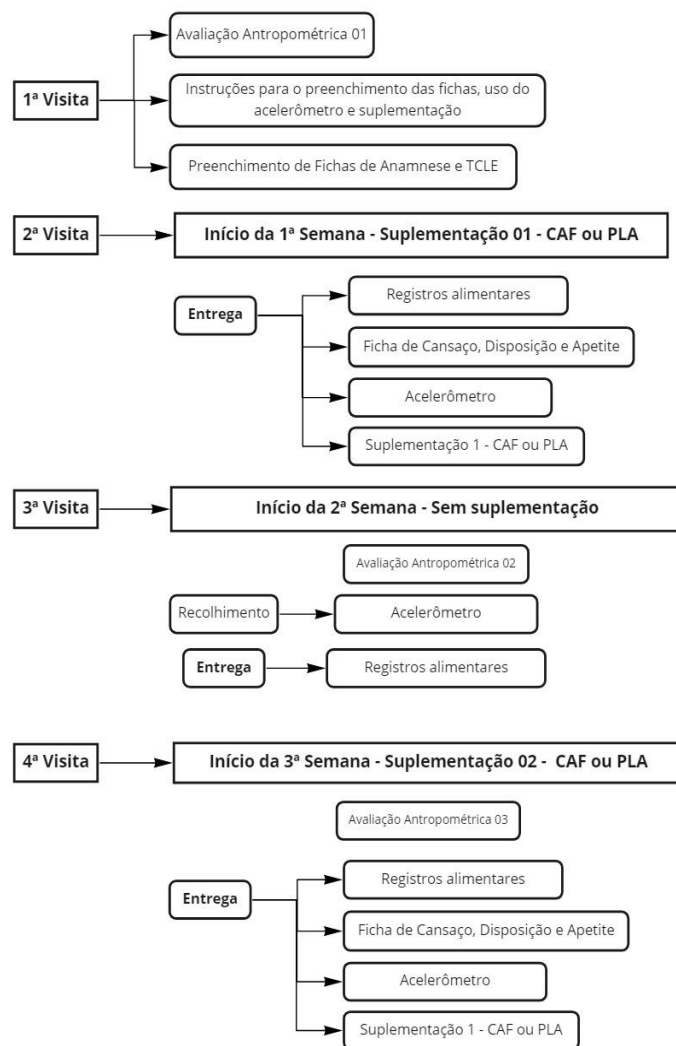 Avaliação Antropométrica 01
1ª Visita
Instruções para o preenchimento das fichas, uso do
acelerômetro e suplementação
Preenchimento de Fichas de Anamnese e TCLE
2ª Visita
Início da 1ª Semana - Suplementação 01 - CAF ou PLA
Entrega
Registros alimentares
Ficha de Cansaço, Disposição e Apetite
Acelerômetro
Suplementação 1 - CAF ou PLA
3ª Visita
Início da 2ª Semana - Sem suplementação
Avaliação Antropométrica 02
Recolhimento
Acelerômetro
Entrega
Registros alimentares
4ª Visita
Início da 3ª Semana - Suplementação 02 - CAF ou PLA
Avaliação Antropométrica 03
Entrega
Registros alimentares
Ficha de Cansaço, Disposição e Apetite
Acelerômetro
Suplementação 1 - CAF ou PLA